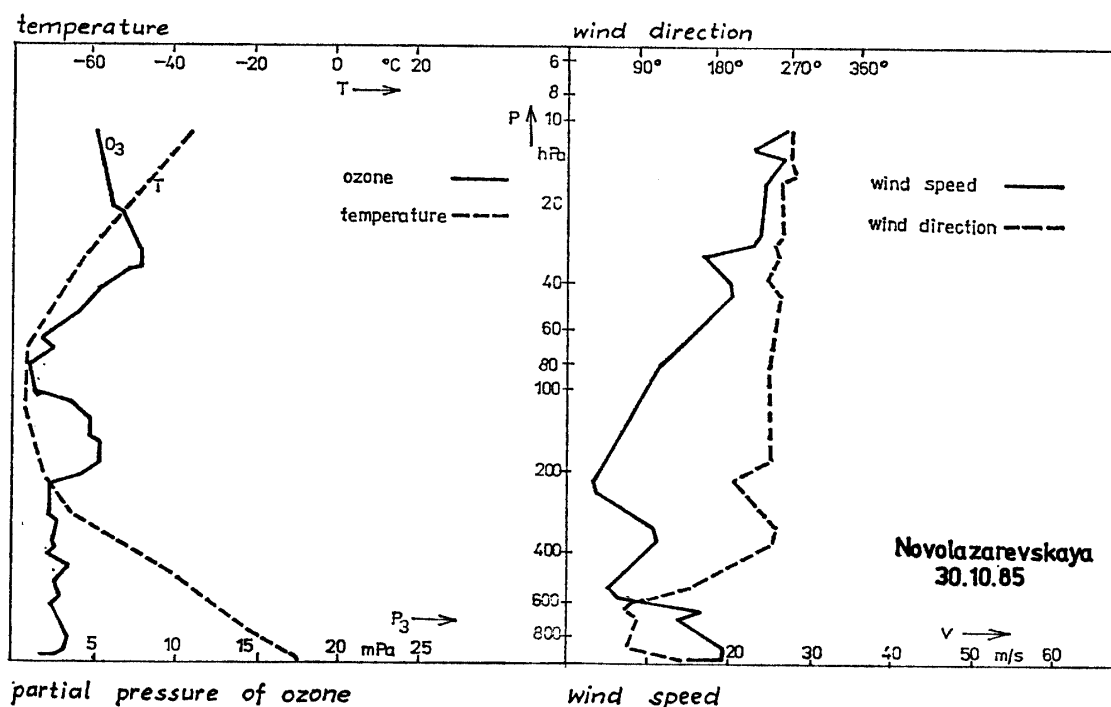 temperature
wind direction
-60 -40 -20 0 °C 20
T
6
90° 180° 270° 360°
8
P
10
hPa
O3
T
ozone
temperature
wind speed
wind direction
20
40
60
80
100
200
400
600
800
Novolazarevskaya
30.10.85
P3
5 10 15 mPa 20 25
V
20 30 40 50 m/s 60
partial pressure of ozone
wind speed